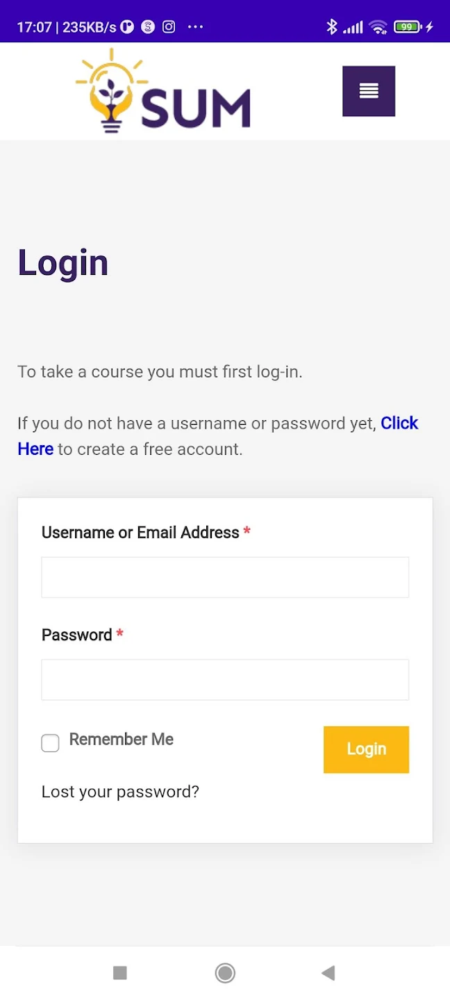 17:07 | 235KB/s
99
SUM
Login
To take a course you must first log-in.
If you do not have a username or password yet, Click
Here to create a free account.
Username or Email Address *
Password *
Remember Me
Login
Lost your password?